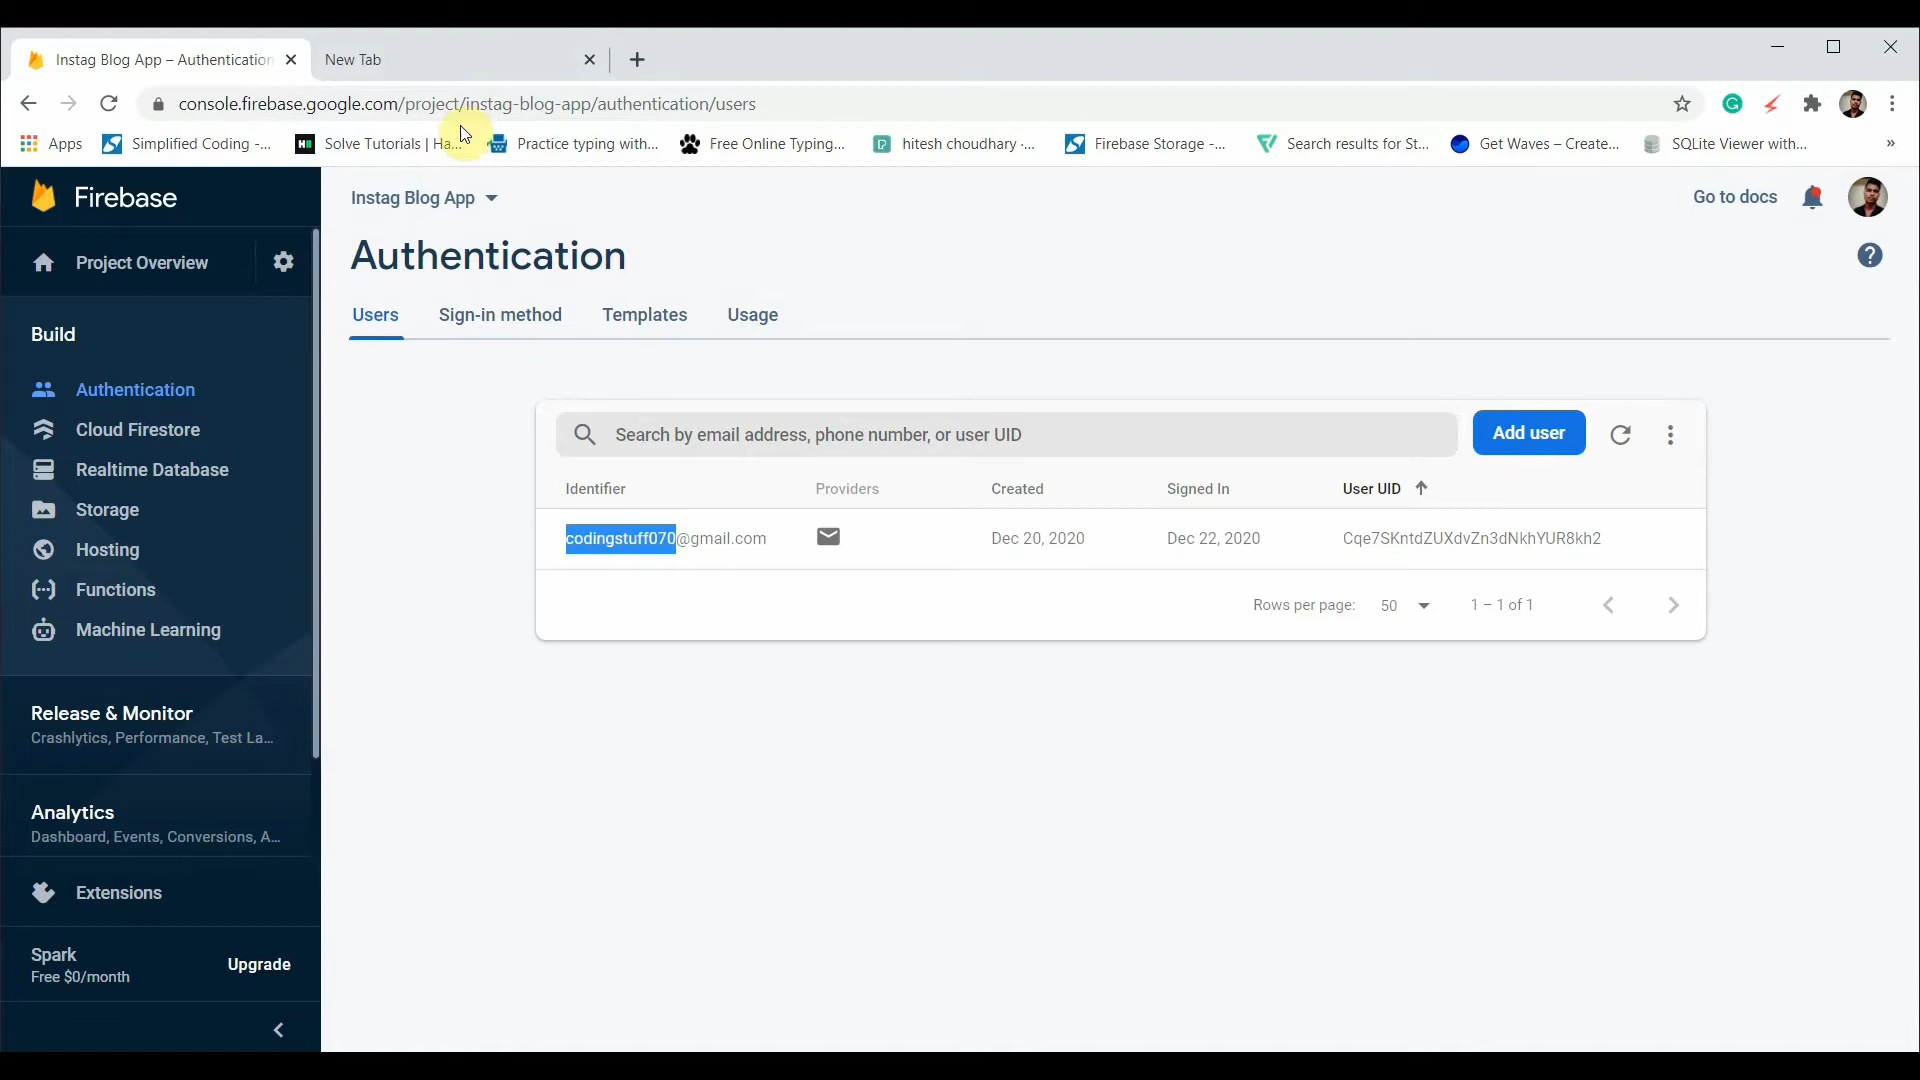 Instag Blog App – Authentication
New Tab
console.firebase.google.com/project/instag-blog-app/authentication/users
Apps
Simplified Coding -...
Solve Tutorials | Ha...
Practice typing with...
Free Online Typing...
hitesh choudhary ·...
Firebase Storage -...
Search results for St...
Get Waves – Create...
SQLite Viewer with...
»
Firebase
Project Overview
Build
Authentication
Cloud Firestore
Realtime Database
Storage
Hosting
Functions
Machine Learning
Release & Monitor
Crashlytics, Performance, Test La...
Analytics
Dashboard, Events, Conversions, A...
Extensions
Spark
Free $0/month
Upgrade
Instag Blog App
Go to docs
Authentication
?
Users
Sign-in method
Templates
Usage
Search by email address, phone number, or user UID
Add user
Identifier
Providers
Created
Signed In
User UID
codingstuff070@gmail.com
Dec 20, 2020
Dec 22, 2020
Cqe7SKntdZUXdvZn3dNkhYUR8kh2
Rows per page:
50
1 – 1 of 1